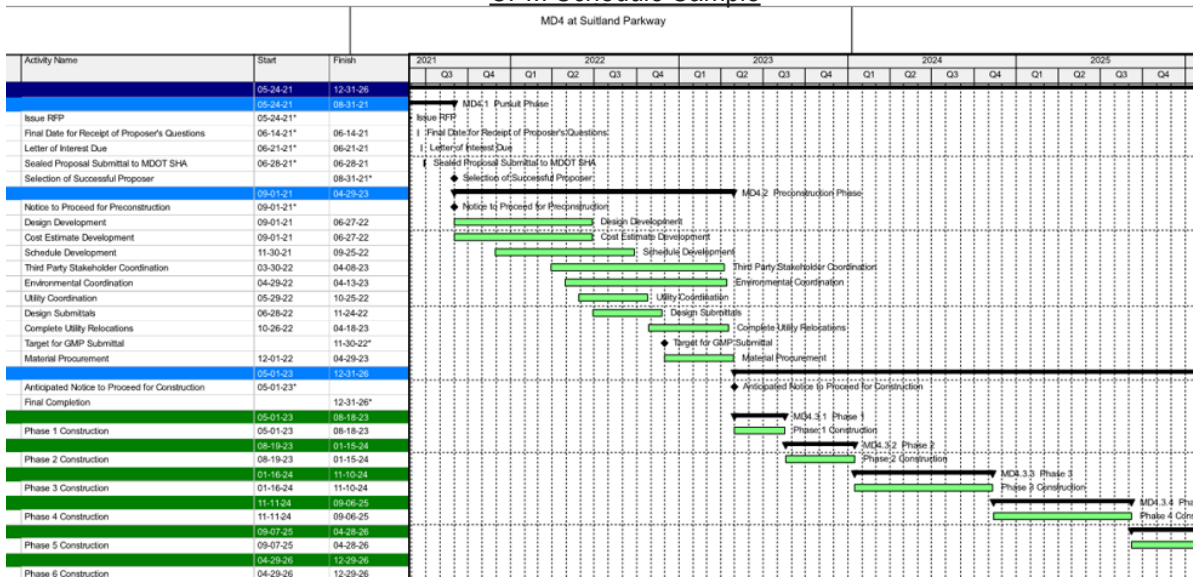 CPM Schedule Sample
MD4 at Suitland Parkway
Activity Name Start Finish 2021 2022 2023 2024 2025
Q3 Q4 Q1 Q2 Q3 Q4 Q1 Q2 Q3 Q4 Q1 Q2 Q3 Q4 Q1 Q2 Q3 Q4
05-24-21 12-31-26
05-24-21 08-31-21 MD4.1 Pursuit Phase
Issue RFP 05-24-21* Issue RFP
Final Date for Receipt of Proposer's Questions 06-14-21* 06-14-21 Final Date for Receipt of Proposer's Questions
Letter of Interest Due 06-21-21* 06-21-21 Letter of Interest Due
Sealed Proposal Submittal to MDOT SHA 06-28-21* 06-28-21 Sealed Proposal Submittal to MDOT SHA
Selection of Successful Proposer 08-31-21* Selection of Successful Proposer
09-01-21 04-29-23 MD4.2 Preconstruction Phase
Notice to Proceed for Preconstruction 09-01-21* Notice to Proceed for Preconstruction
Design Development 09-01-21 06-27-22 Design Development
Cost Estimate Development 09-01-21 06-27-22 Cost Estimate Development
Schedule Development 11-30-21 09-25-22 Schedule Development
Third Party Stakeholder Coordination 03-30-22 04-08-23 Third Party Stakeholder Coordination
Environmental Coordination 04-29-22 04-13-23 Environmental Coordination
Utility Coordination 05-29-22 10-25-22 Utility Coordination
Design Submittals 06-28-22 11-24-22 Design Submittals
Complete Utility Relocations 10-26-22 04-18-23 Complete Utility Relocations
Target for GMP Submittal 11-30-22* Target for GMP Submittal
Material Procurement 12-01-22 04-29-23 Material Procurement
05-01-23 12-31-26
Anticipated Notice to Proceed for Construction 05-01-23* Anticipated Notice to Proceed for Construction
Final Completion 12-31-26*
05-01-23 08-18-23 MD4.3.1 Phase 1
Phase 1 Construction 05-01-23 08-18-23 Phase 1 Construction
08-19-23 01-15-24 MD4.3.2 Phase 2
Phase 2 Construction 08-19-23 01-15-24 Phase 2 Construction
01-16-24 11-10-24 MD4.3.3 Phase 3
Phase 3 Construction 01-16-24 11-10-24 Phase 3 Construction
11-11-24 09-06-25 MD4.3.4 Pha
Phase 4 Construction 11-11-24 09-06-25 Phase 4 Cons
09-07-25 04-28-26
Phase 5 Construction 09-07-25 04-28-26
04-29-26 12-29-26
Phase 6 Construction 04-29-26 12-29-26